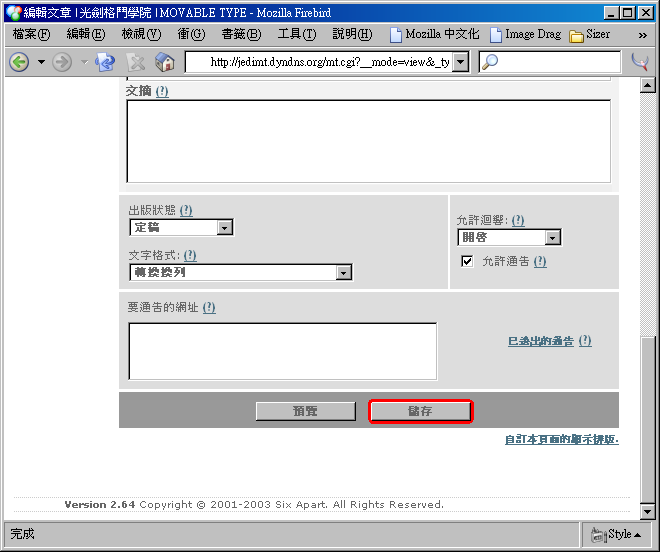 編輯文章 | 光劍格鬥學院 | MOVABLE TYPE - Mozilla Firebird
檔案(F) 編輯(E) 檢視(V) 衝(G) 書籤(B) 工具(T) 說明(H) Mozilla 中文化 Image Drag Sizer »
http://jedimt.dyndns.org/mt.cgi?__mode=view&_ty
文摘 (?)
出版狀態 (?)
定稿
文字格式: (?)
轉換換列
允許迴響: (?)
開啓
允許通告 (?)
要通告的網址 (?)
已送出的通告 (?)
預覽 儲存
自訂本頁面的顯示排版.
Version 2.64 Copyright © 2001-2003 Six Apart. All Rights Reserved.
完成 Style